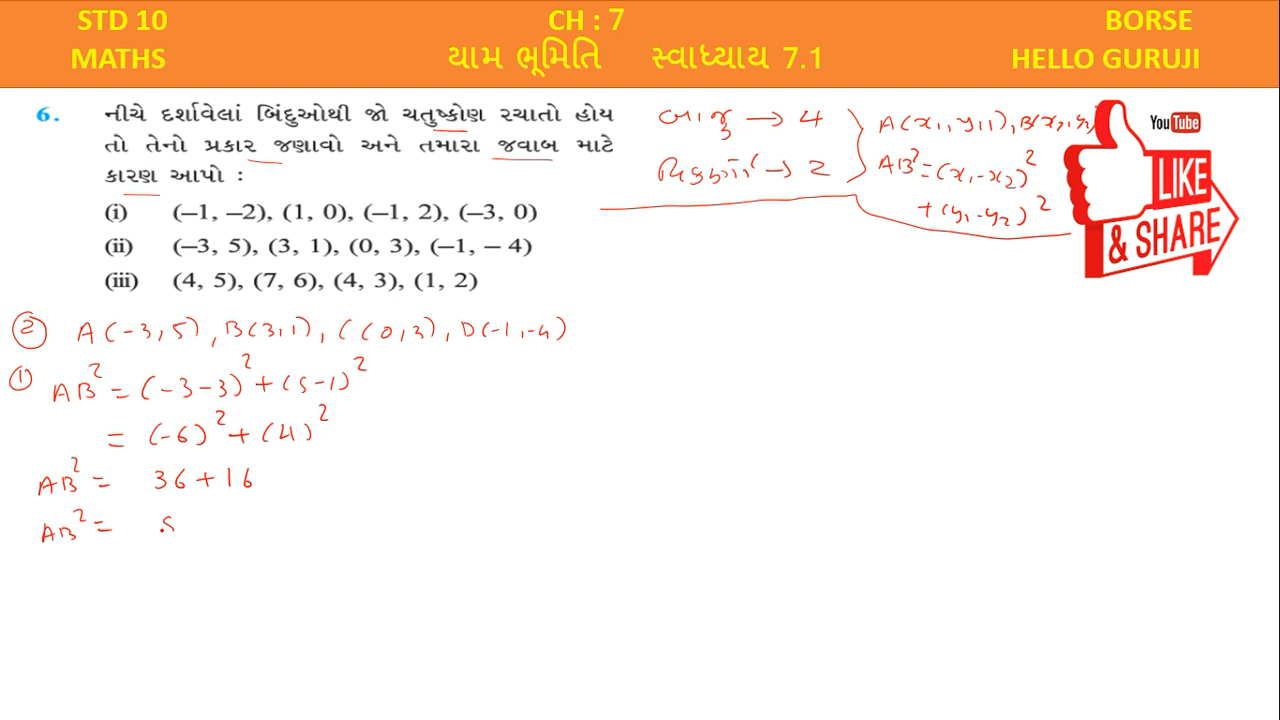 STD 10 CH : 7 BORSE
MATHS યામ ભૂમિતિ સ્વાધ્યાય 7.1 HELLO GURUJI
6. નીચે દર્શાવેલાં બિંદુઓથી જો ચતુષ્કોણ રચાતો હોય
તો તેનો પ્રકાર જણાવો અને તમારા જવાબ માટે
કારણ આપો :
(i) (–1, –2), (1, 0), (–1, 2), (–3, 0)
(ii) (–3, 5), (3, 1), (0, 3), (–1, – 4)
(iii) (4, 5), (7, 6), (4, 3), (1, 2)
બાજુ → 4
વિકર્ણ → 2
A(x₁, y₁), B(x₂, y₂)
AB² = (x₁-x₂)²
+ (y₁-y₂)²
YouTube
LIKE
& SHARE
② A(-3,5), B(3,1), C(0,3), D(-1,-4)
① AB² = (-3-3)² + (5-1)²
= (-6)² + (4)²
AB² = 36 + 16
AB² =